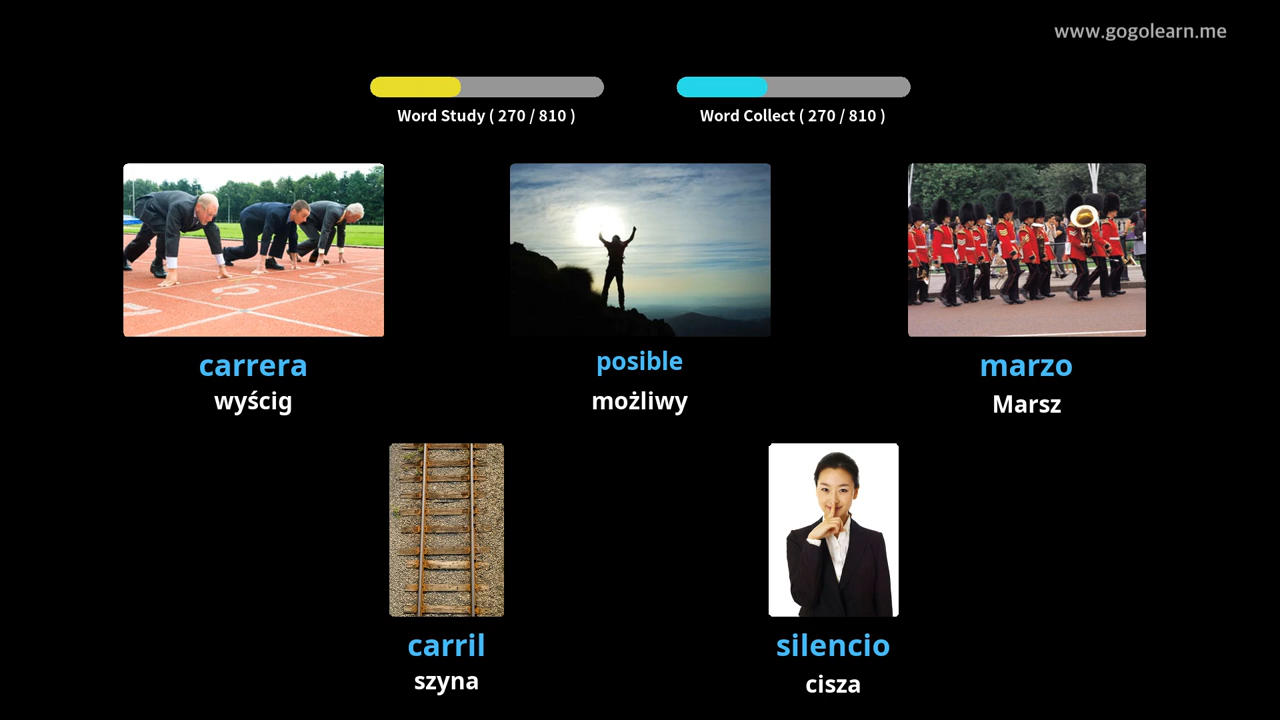 www.gogolearn.me
Word Study ( 270 / 810 )
Word Collect ( 270 / 810 )
carrera
wyścig
posible
możliwy
marzo
Marsz
carril
szyna
silencio
cisza